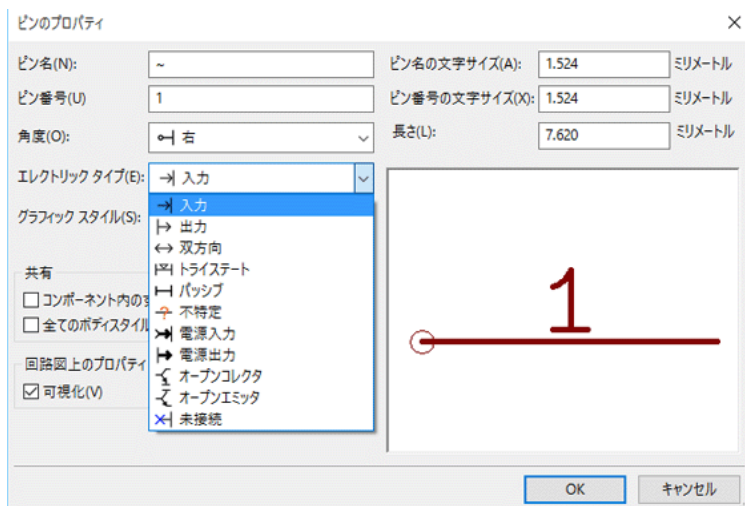 ピンのプロパティ
ピン名(N): ~ ピン名の文字サイズ(A): 1.524 ミリメートル
ピン番号(U) 1 ピン番号の文字サイズ(X): 1.524 ミリメートル
角度(O): 右 長さ(L): 7.620 ミリメートル
エレクトリック タイプ(E): 入力
グラフィック スタイル(S):
入力
出力
双方向
トライステート
パッシブ
不特定
電源入力
電源出力
オープンコレクタ
オープンエミッタ
未接続
共有
コンポーネント内の
全てのボディスタイル
回路図上のプロパティ
可視化(V)
1
OK キャンセル